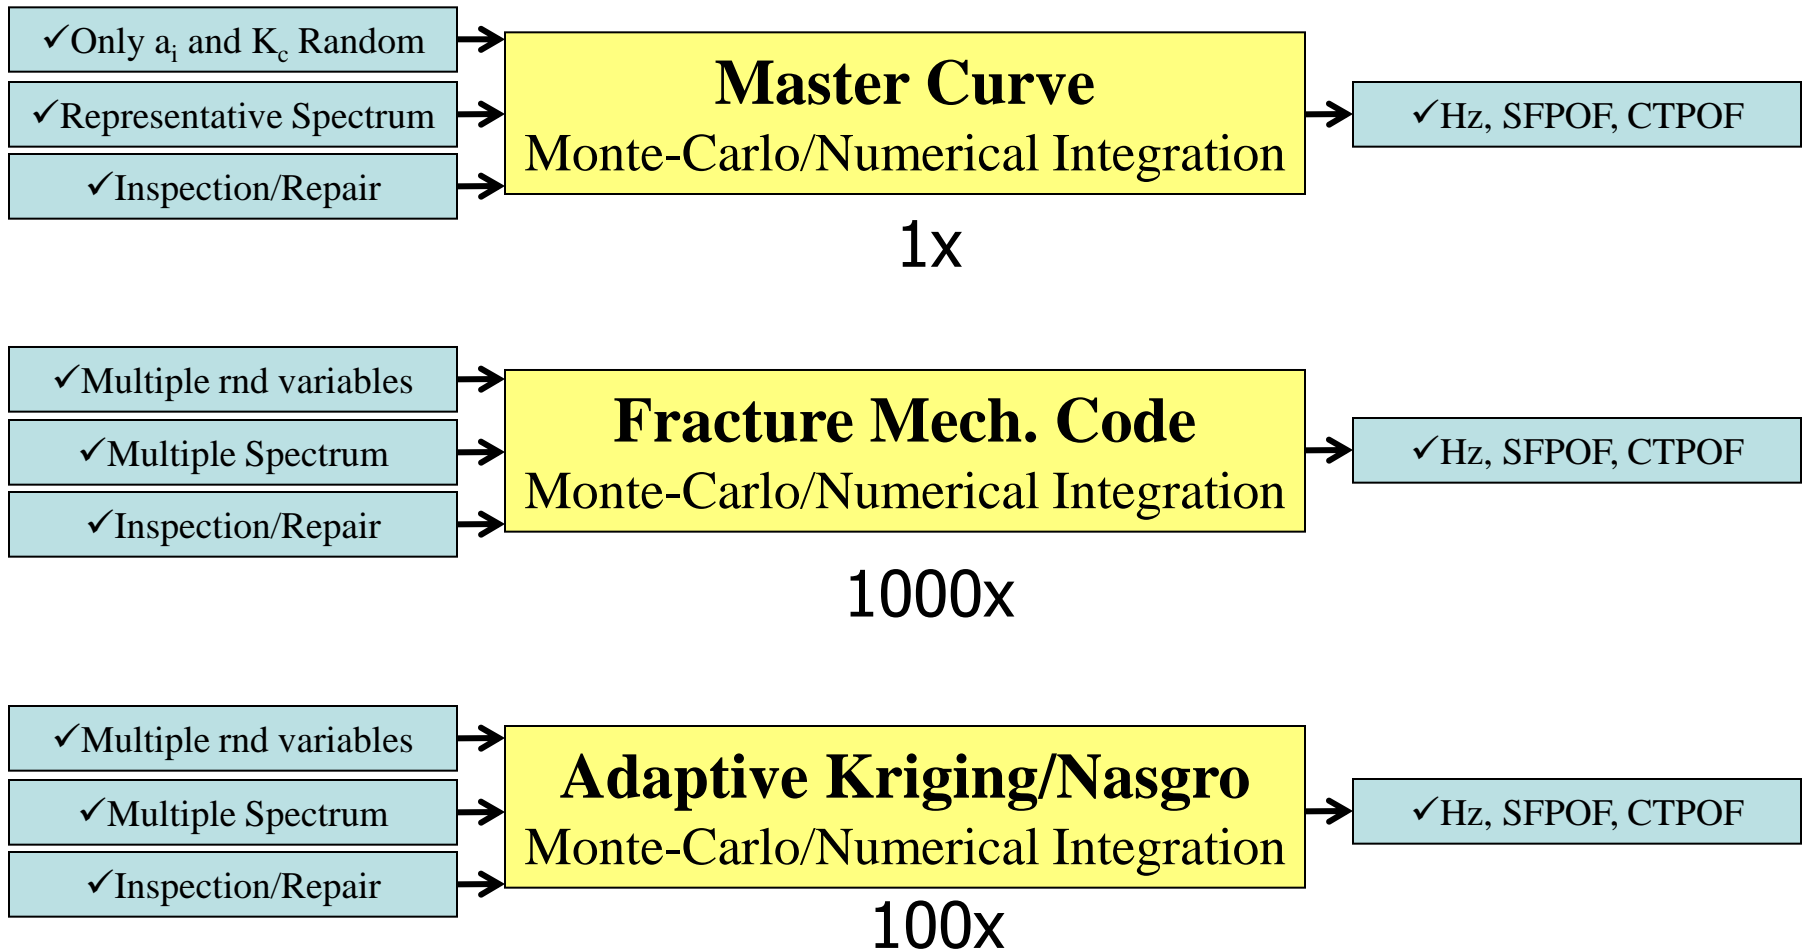 ✓Only aᵢ and K꜀ Random
✓Representative Spectrum
✓Inspection/Repair
Master Curve
Monte-Carlo/Numerical Integration
✓Hz, SFPOF, CTPOF
1x
✓Multiple rnd variables
✓Multiple Spectrum
✓Inspection/Repair
Fracture Mech. Code
Monte-Carlo/Numerical Integration
✓Hz, SFPOF, CTPOF
1000x
✓Multiple rnd variables
✓Multiple Spectrum
✓Inspection/Repair
Adaptive Kriging/Nasgro
Monte-Carlo/Numerical Integration
✓Hz, SFPOF, CTPOF
100x